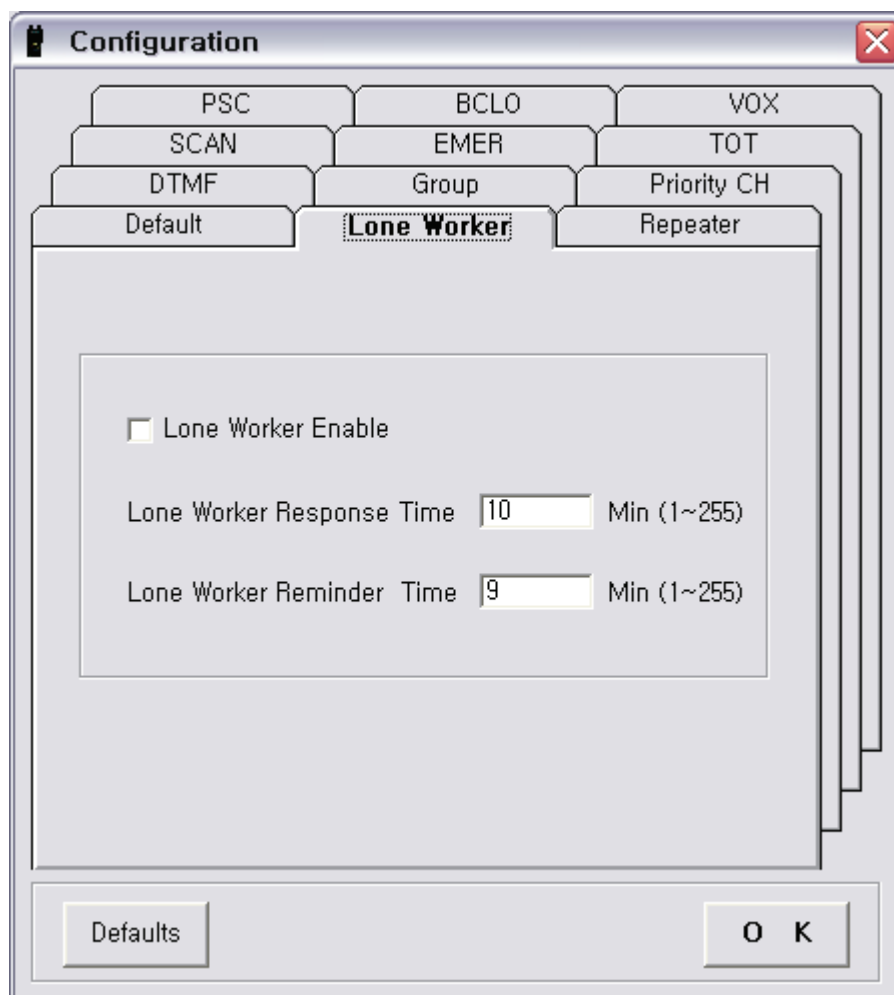 Configuration
PSC BCLO VOX
SCAN EMER TOT
DTMF Group Priority CH
Default Lone Worker Repeater
Lone Worker Enable
Lone Worker Response Time 10 Min (1~255)
Lone Worker Reminder Time 9 Min (1~255)
Defaults O K